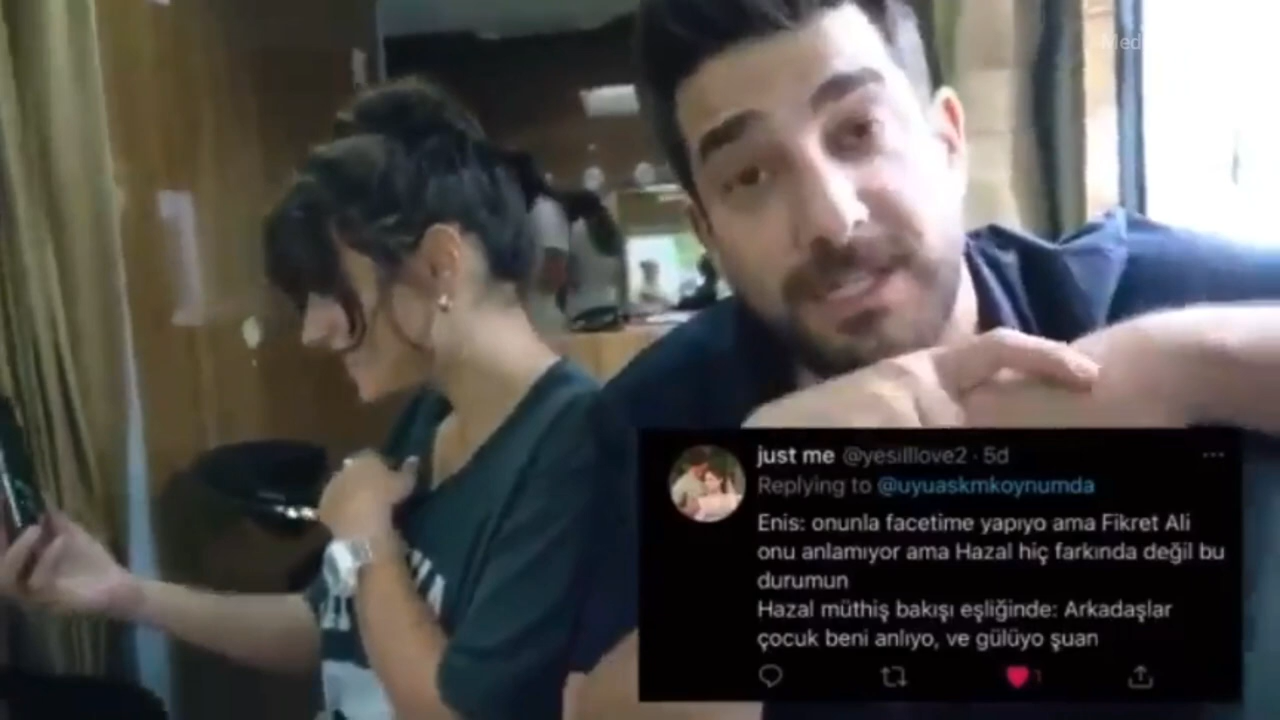 just me @yesilllove2 · 5d
Replying to @uyuaskmkoynumda
Enis: onunla facetime yapıyo ama Fikret Ali
onu anlamıyor ama Hazal hiç farkında değil bu
durumun
Hazal müthiş bakışı eşliğinde: Arkadaşlar
çocuk beni anlıyo, ve gülüyo şuan
1